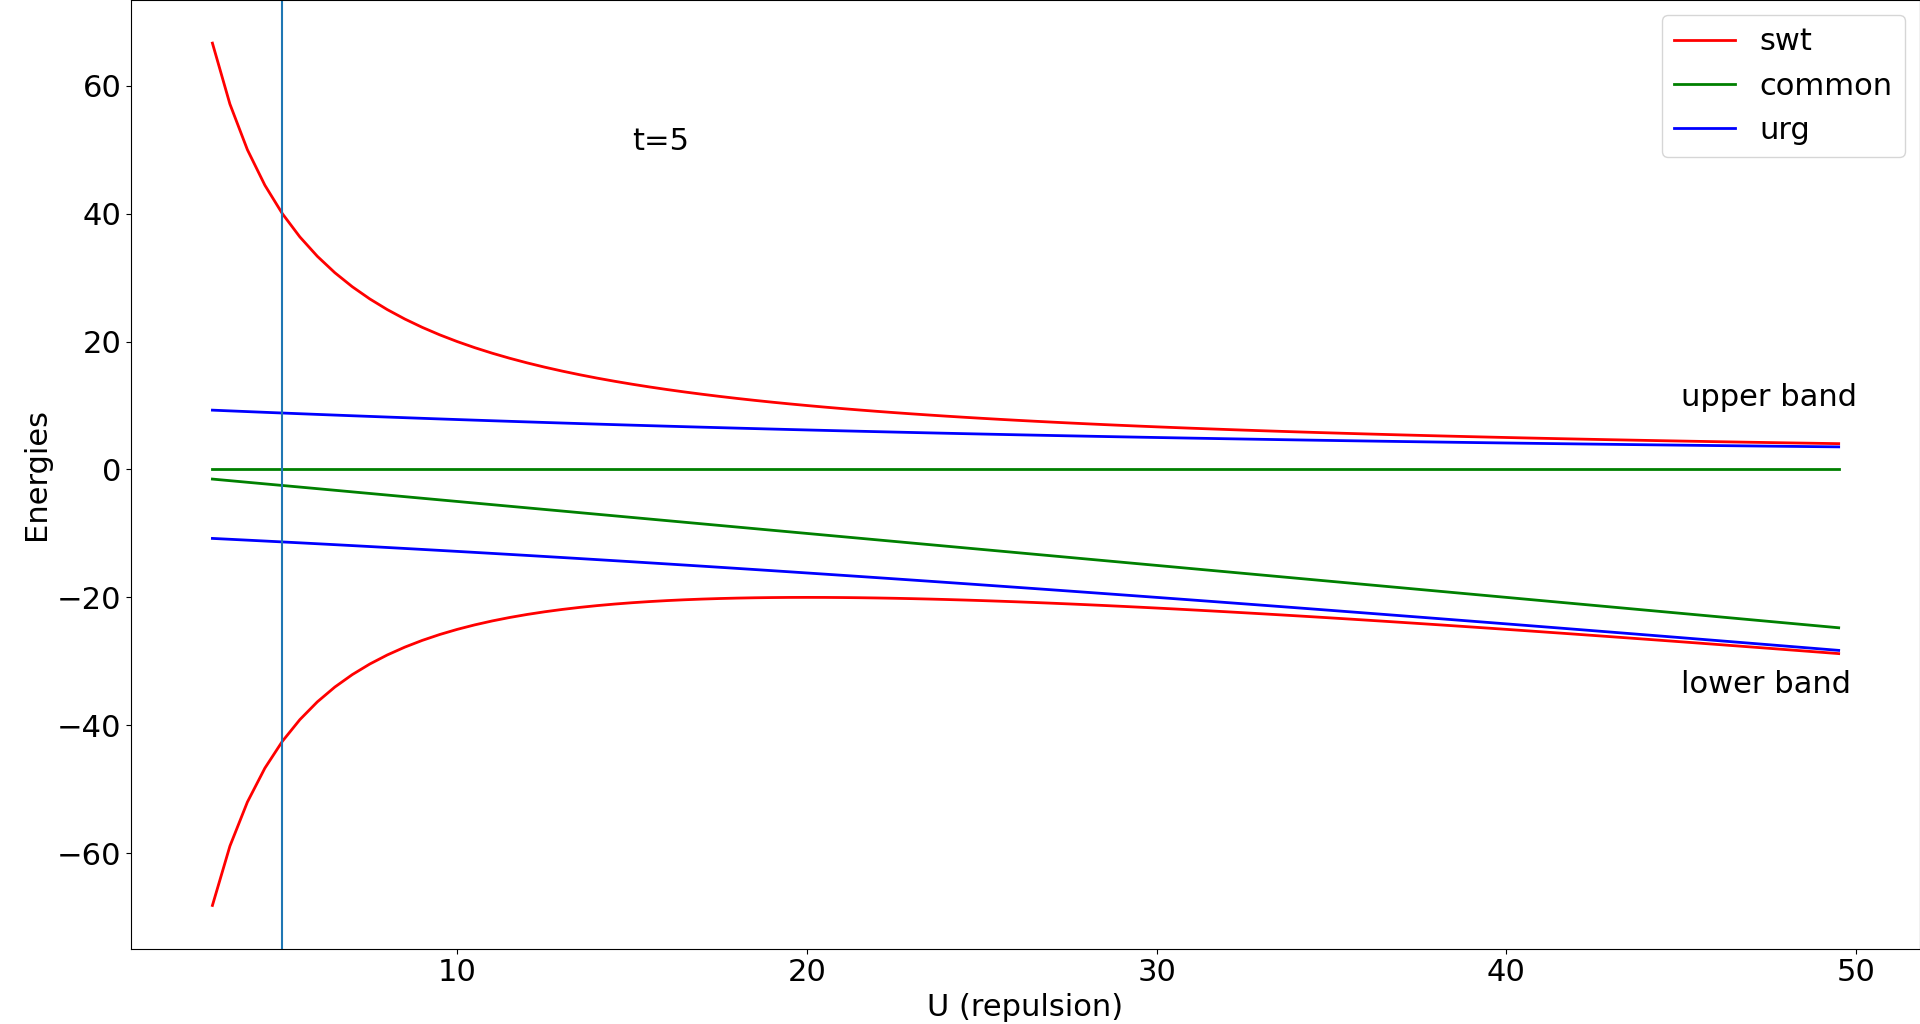 swt
common
urg
t=5
upper band
lower band
Energies
60
40
20
0
−20
−40
−60
10 20 30 40 50
U (repulsion)